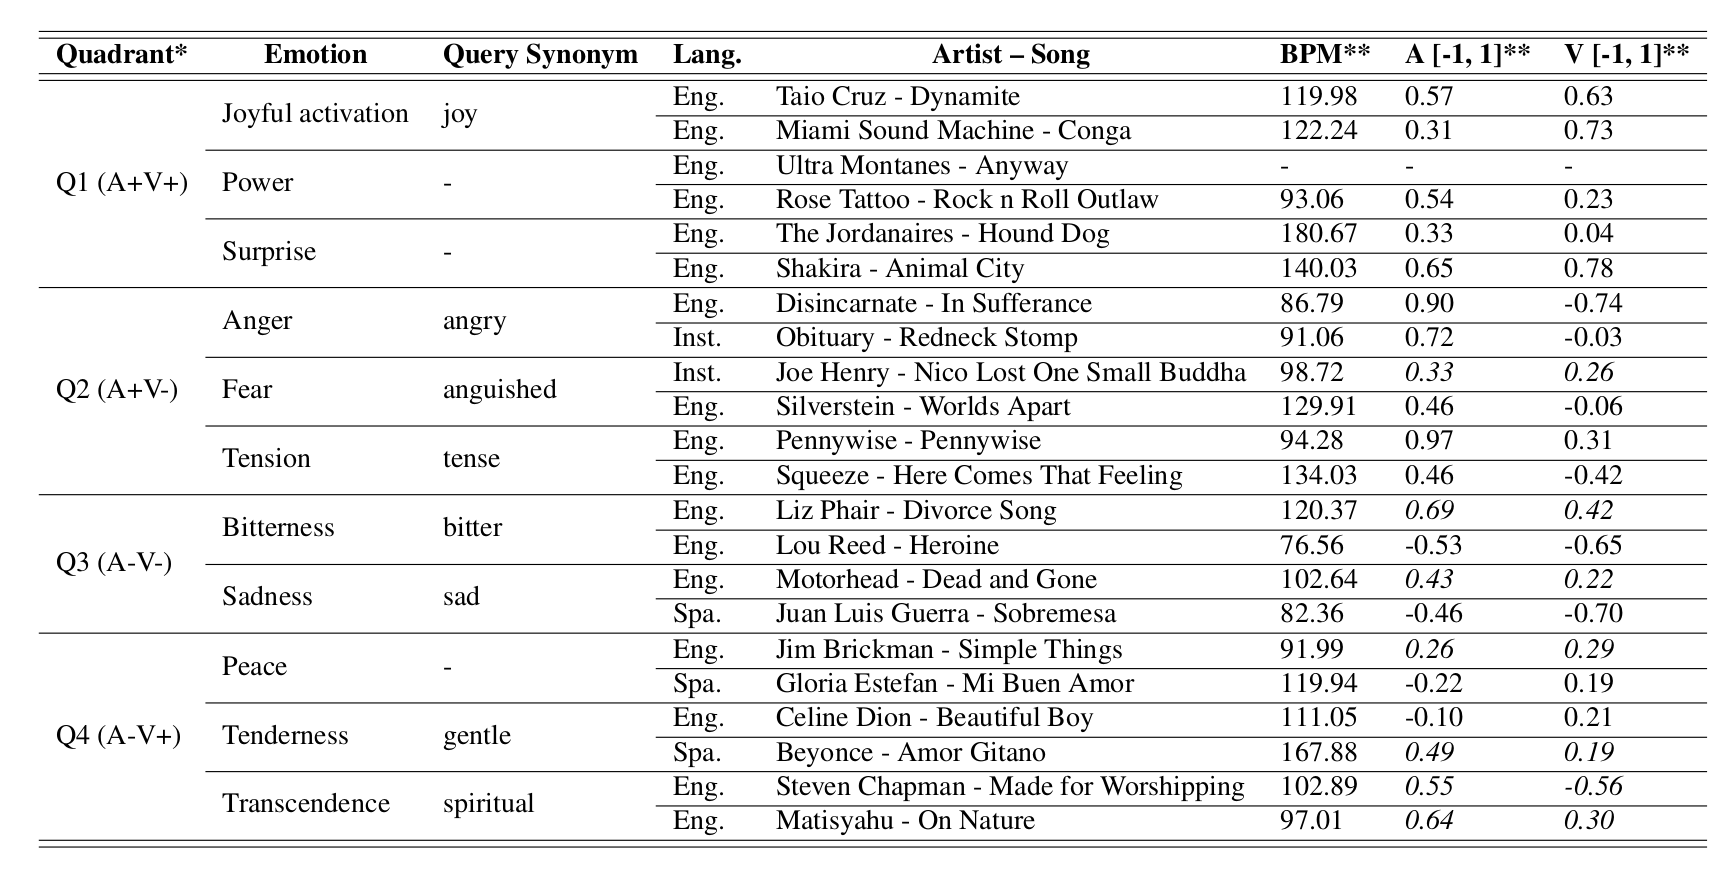 Quadrant* Emotion Query Synonym Lang. Artist – Song BPM** A [-1, 1]** V [-1, 1]**
Q1 (A+V+) Joyful activation joy Eng. Taio Cruz - Dynamite 119.98 0.57 0.63
Eng. Miami Sound Machine - Conga 122.24 0.31 0.73
Power - Eng. Ultra Montanes - Anyway - - -
Eng. Rose Tattoo - Rock n Roll Outlaw 93.06 0.54 0.23
Surprise - Eng. The Jordanaires - Hound Dog 180.67 0.33 0.04
Eng. Shakira - Animal City 140.03 0.65 0.78
Q2 (A+V-) Anger angry Eng. Disincarnate - In Sufferance 86.79 0.90 -0.74
Inst. Obituary - Redneck Stomp 91.06 0.72 -0.03
Fear anguished Inst. Joe Henry - Nico Lost One Small Buddha 98.72 0.33 0.26
Eng. Silverstein - Worlds Apart 129.91 0.46 -0.06
Tension tense Eng. Pennywise - Pennywise 94.28 0.97 0.31
Eng. Squeeze - Here Comes That Feeling 134.03 0.46 -0.42
Q3 (A-V-) Bitterness bitter Eng. Liz Phair - Divorce Song 120.37 0.69 0.42
Eng. Lou Reed - Heroine 76.56 -0.53 -0.65
Sadness sad Eng. Motorhead - Dead and Gone 102.64 0.43 0.22
Spa. Juan Luis Guerra - Sobremesa 82.36 -0.46 -0.70
Q4 (A-V+) Peace - Eng. Jim Brickman - Simple Things 91.99 0.26 0.29
Spa. Gloria Estefan - Mi Buen Amor 119.94 -0.22 0.19
Tenderness gentle Eng. Celine Dion - Beautiful Boy 111.05 -0.10 0.21
Spa. Beyonce - Amor Gitano 167.88 0.49 0.19
Transcendence spiritual Eng. Steven Chapman - Made for Worshipping 102.89 0.55 -0.56
Eng. Matisyahu - On Nature 97.01 0.64 0.30